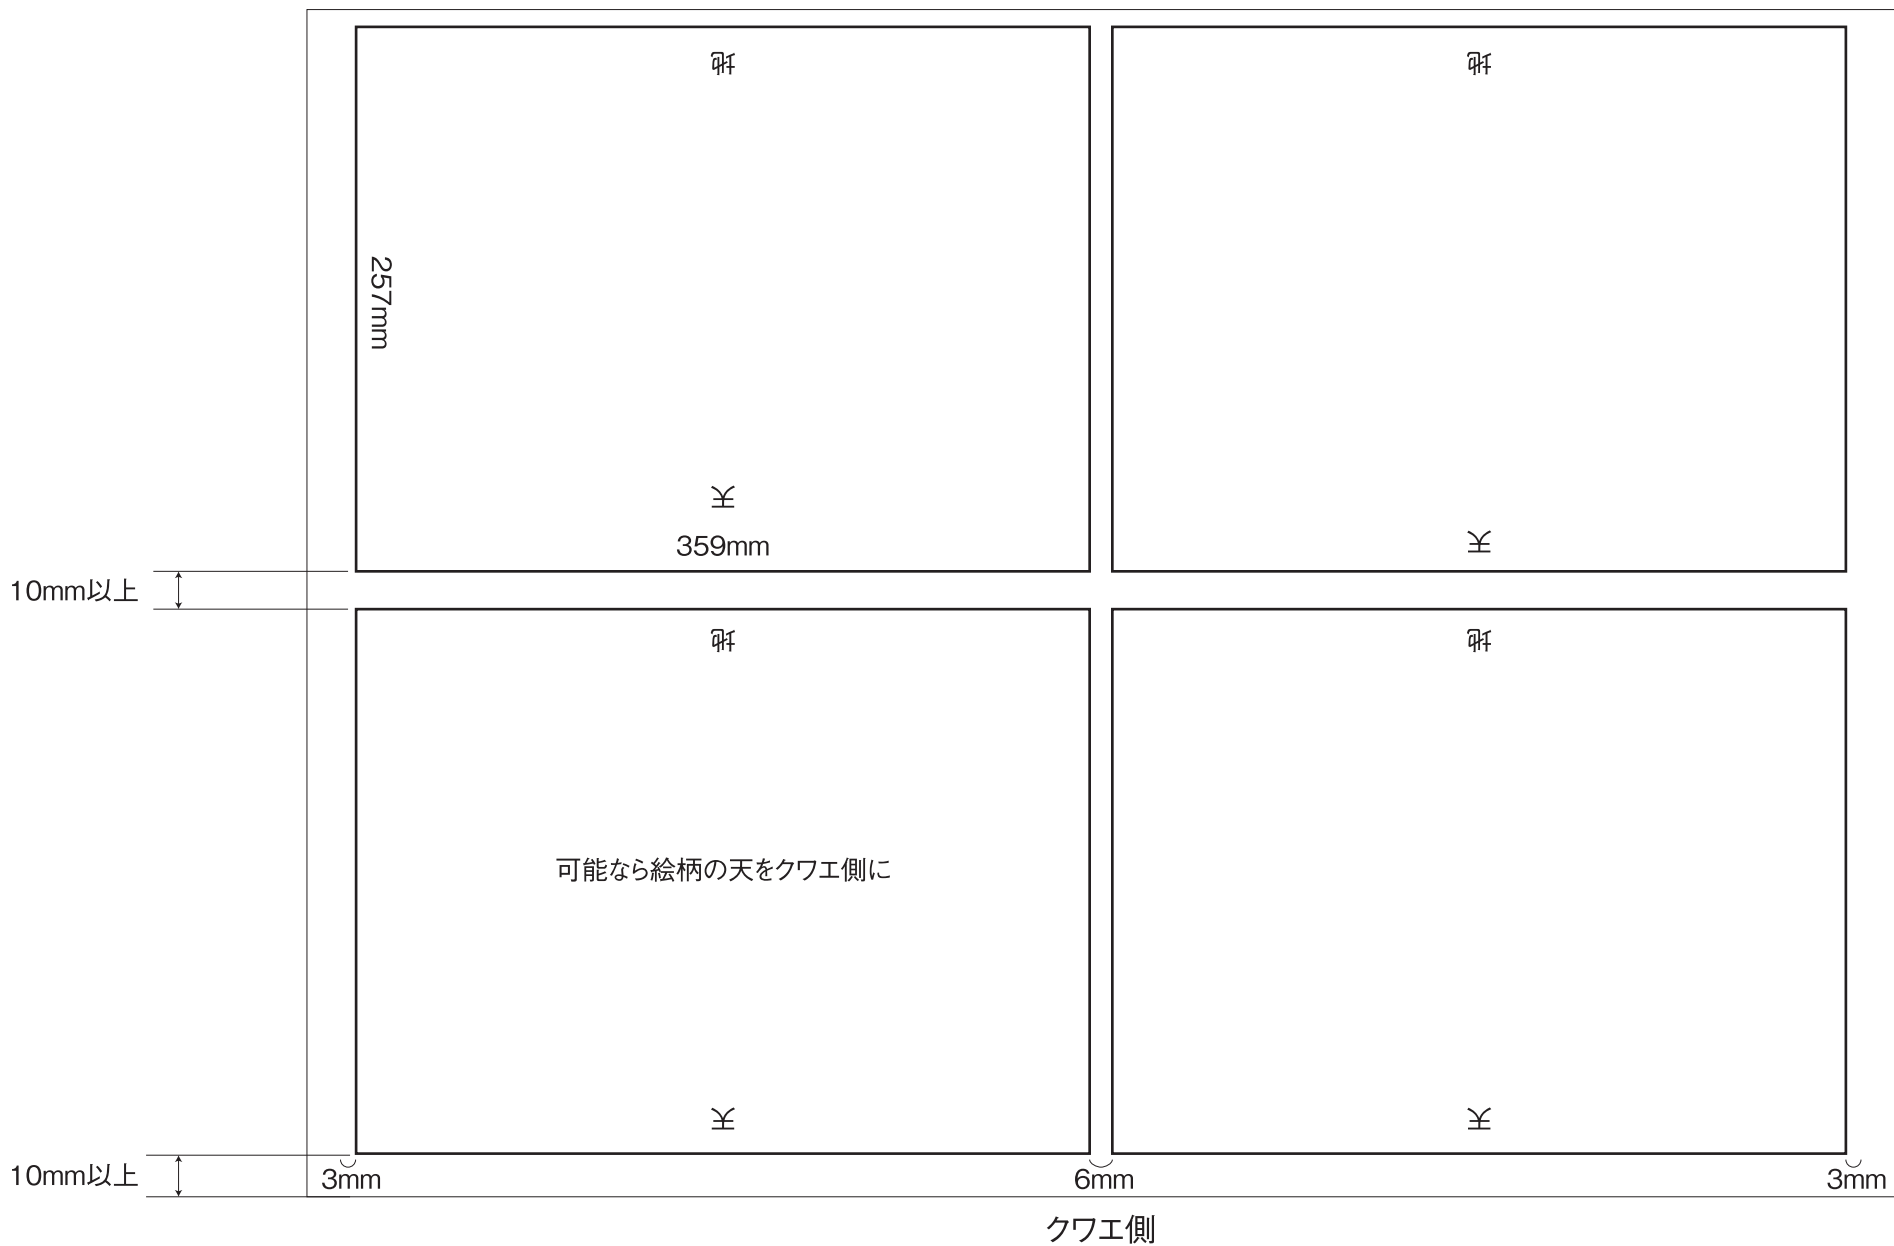 地
地
257mm
天
天
359mm
10mm以上
地
地
可能なら絵柄の天をクワエ側に
天
天
10mm以上
3mm
6mm
3mm
クワエ側